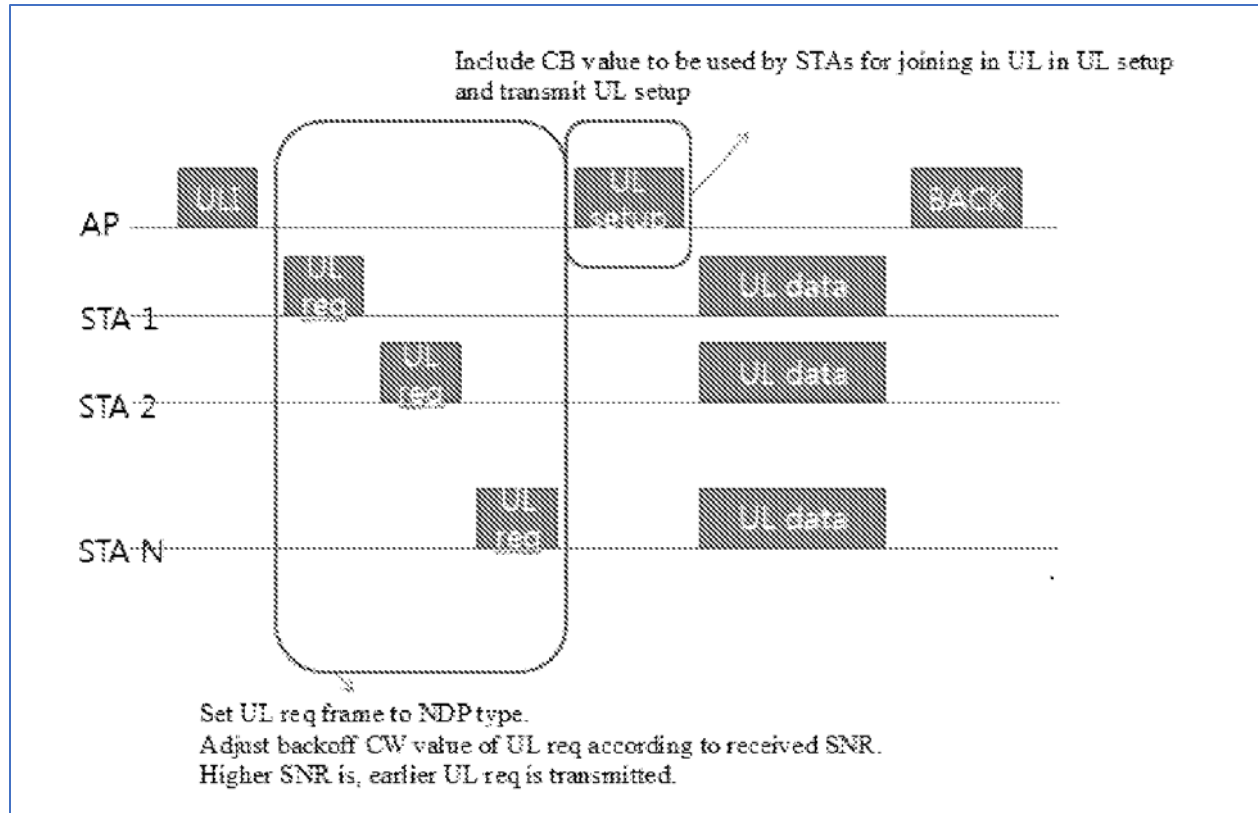 Include CB value to be used by STAs for joining in UL in UL setup
and transmit UL setup
AP
ULI
UL
setup
BACK
STA 1
UL
req
UL data
STA 2
UL
req
UL data
STA N
UL
req
UL data
Set UL req frame to NDP type.
Adjust backoff CW value of UL req according to received SNR.
Higher SNR is, earlier UL req is transmitted.